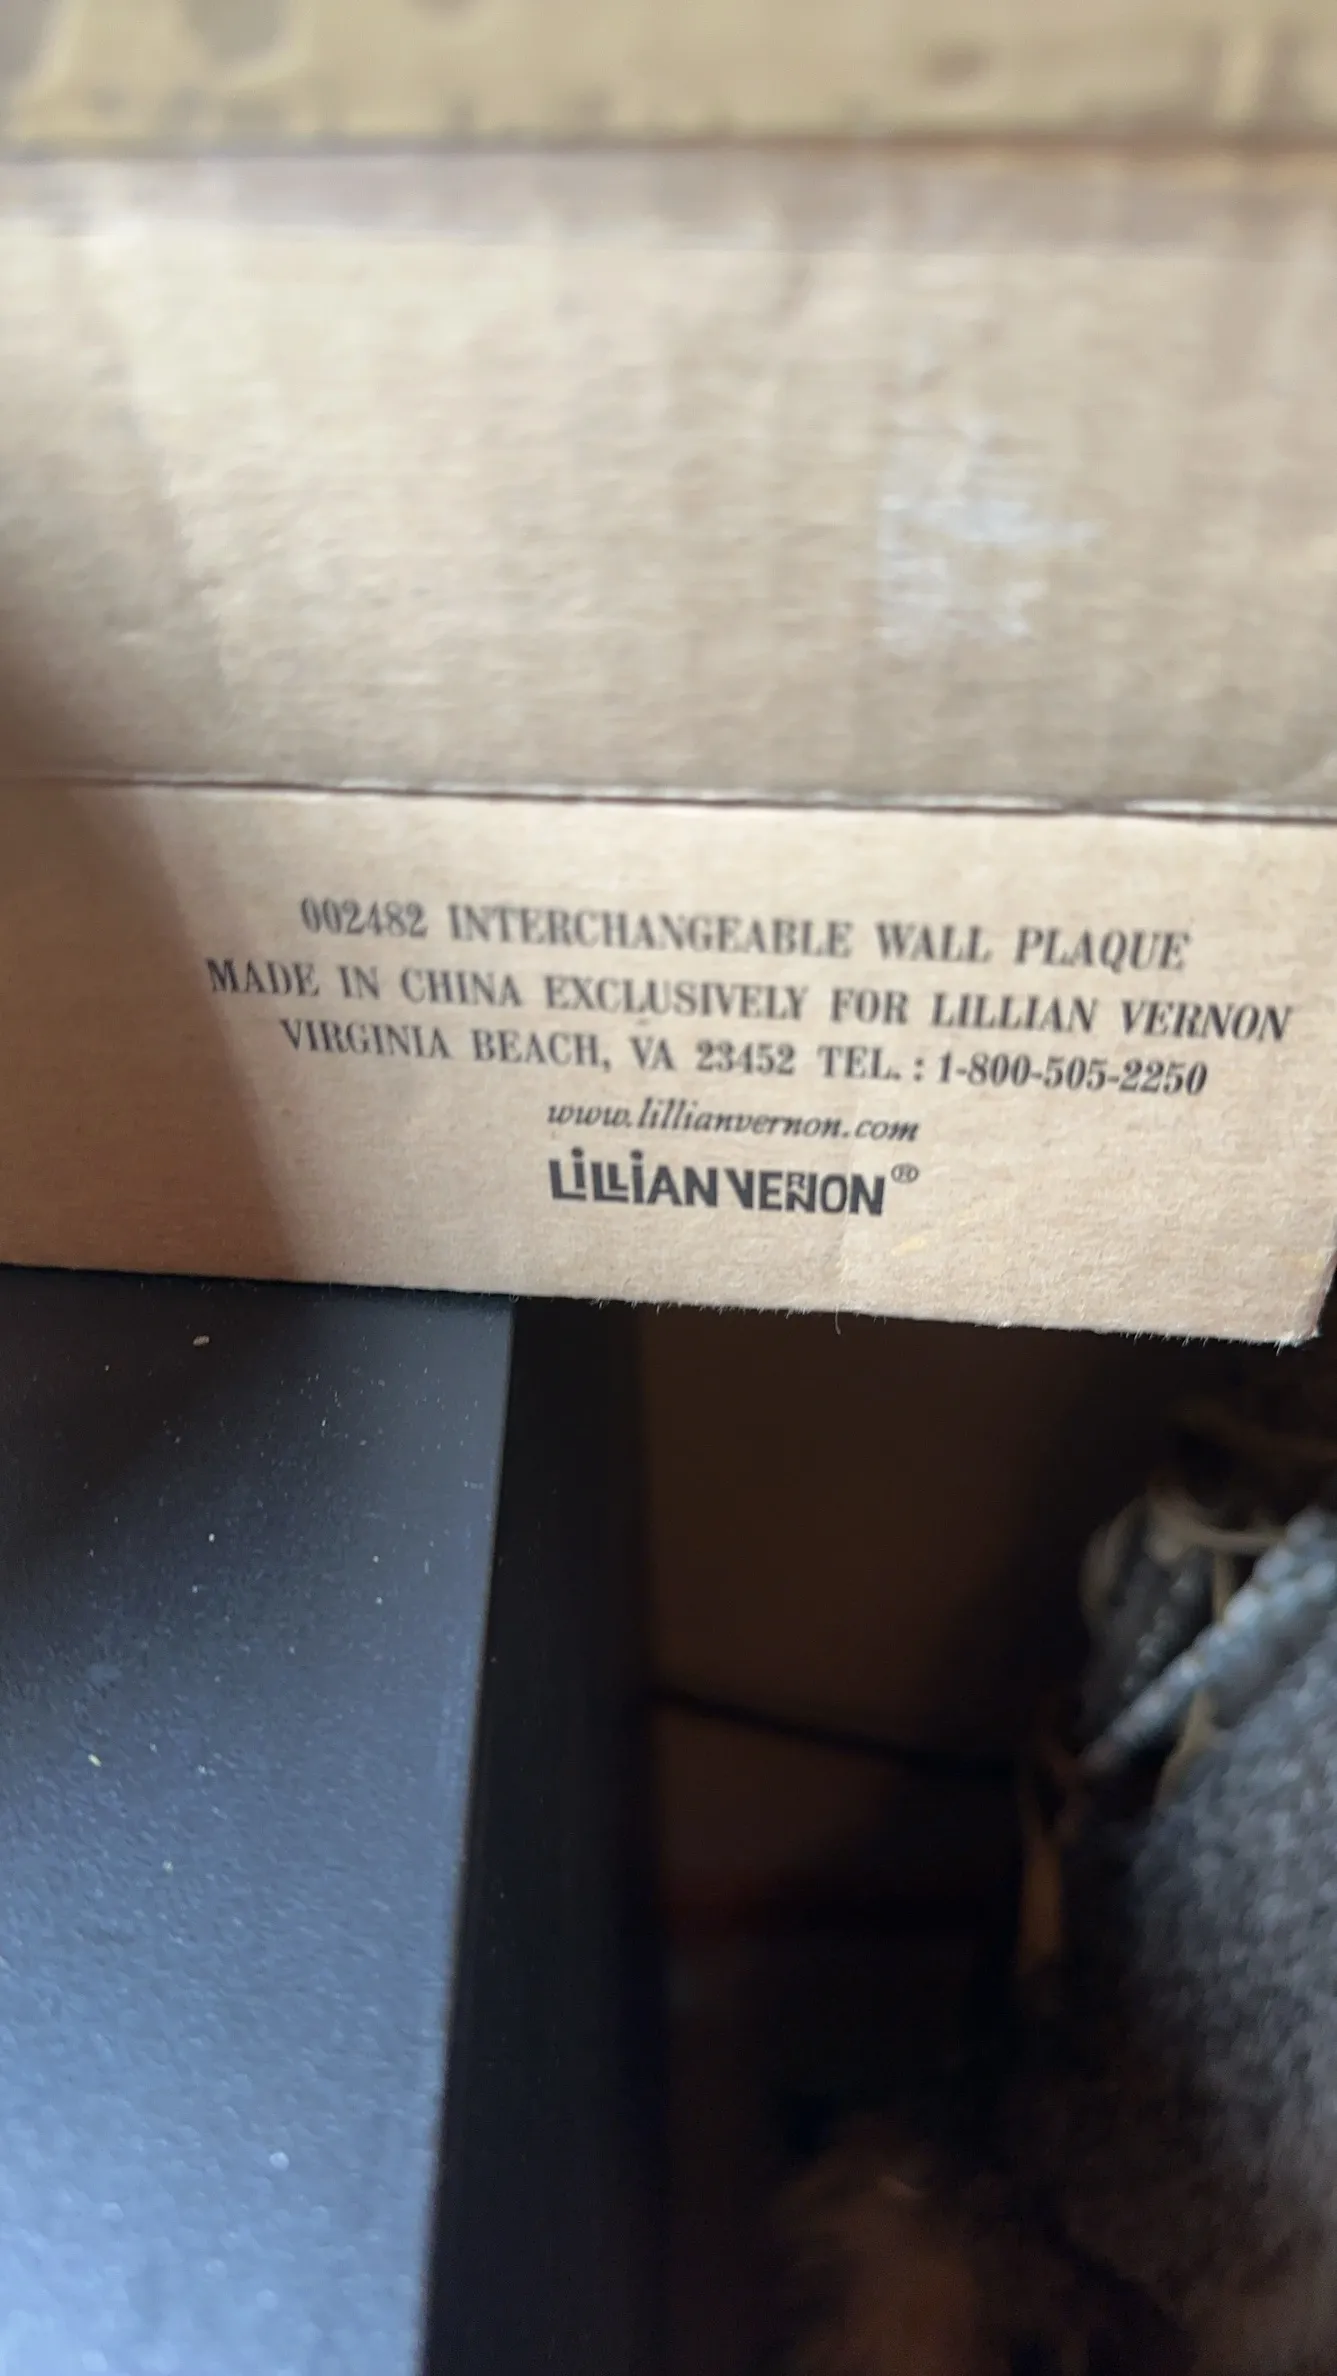 002482 INTERCHANGEABLE WALL PLAQUE
MADE IN CHINA EXCLUSIVELY FOR LILLIAN VERNON
VIRGINIA BEACH, VA 23452 TEL. : 1-800-505-2250
www.lillianvernon.com
LILLIAN VERNON®